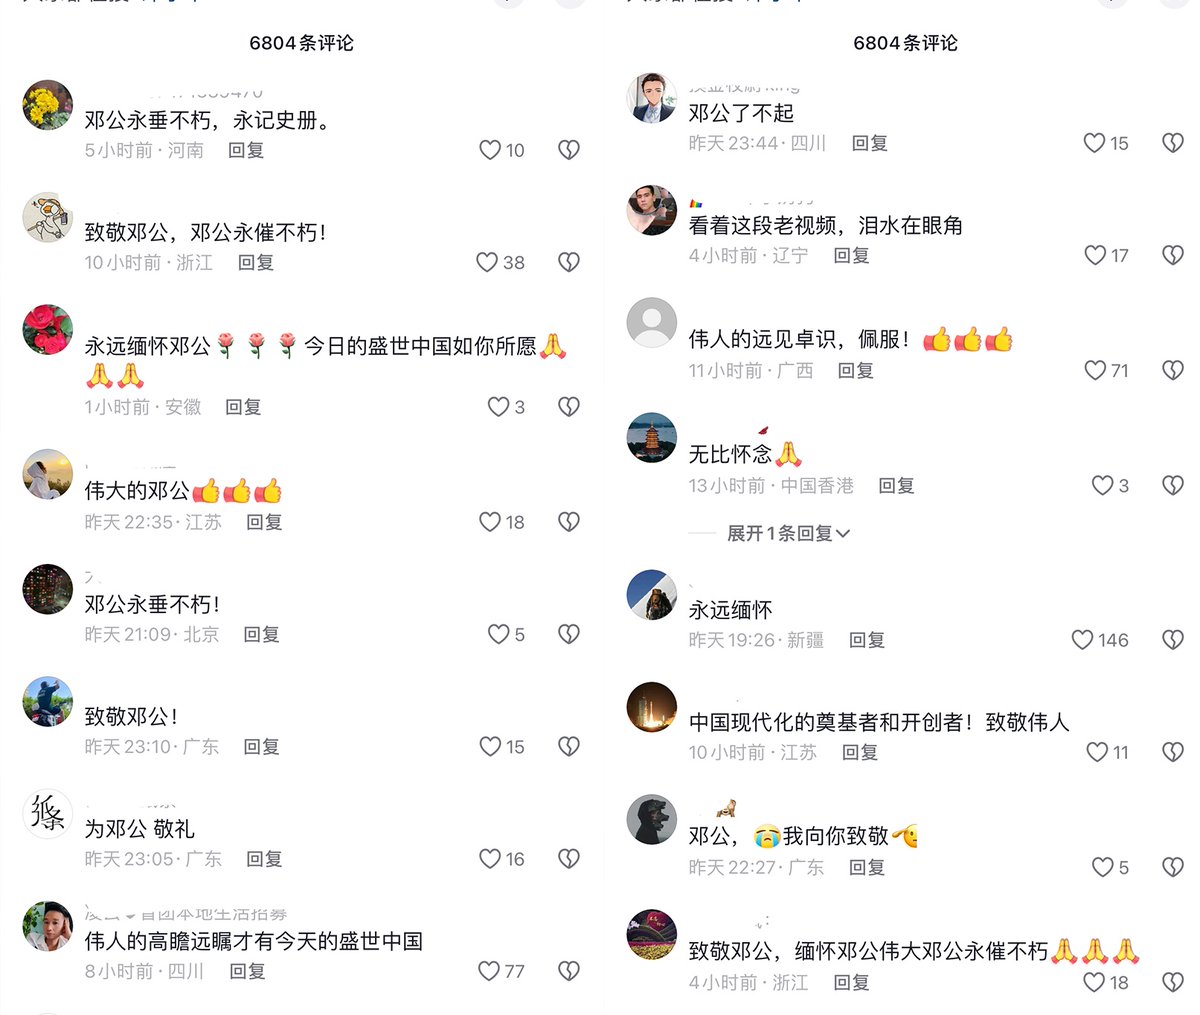 6804条评论
邓公永垂不朽，永记史册。
5小时前·河南 回复 10
致敬邓公，邓公永催不朽！
10小时前·浙江 回复 38
永远缅怀邓公🌹🌹🌹今日的盛世中国如你所愿🙏
🙏🙏
1小时前·安徽 回复 3
伟大的邓公👍👍👍
昨天22:35·江苏 回复 18
邓公永垂不朽！
昨天21:09·北京 回复 5
致敬邓公！
昨天23:10·广东 回复 15
为邓公 敬礼
昨天23:05·广东 回复 16
伟人的高瞻远瞩才有今天的盛世中国
8小时前·四川 回复 77
6804条评论
邓公了不起
昨天23:44·四川 回复 15
看着这段老视频，泪水在眼角
4小时前·辽宁 回复 17
伟人的远见卓识，佩服！👍👍👍
11小时前·广西 回复 71
无比怀念🙏
13小时前·中国香港 回复 3
展开1条回复
永远缅怀
昨天19:26·新疆 回复 146
中国现代化的奠基者和开创者！致敬伟人
10小时前·江苏 回复 11
邓公，😭我向你致敬🫡
昨天22:27·广东 回复 5
致敬邓公，缅怀邓公伟大邓公永催不朽🙏🙏🙏
4小时前·浙江 回复 18